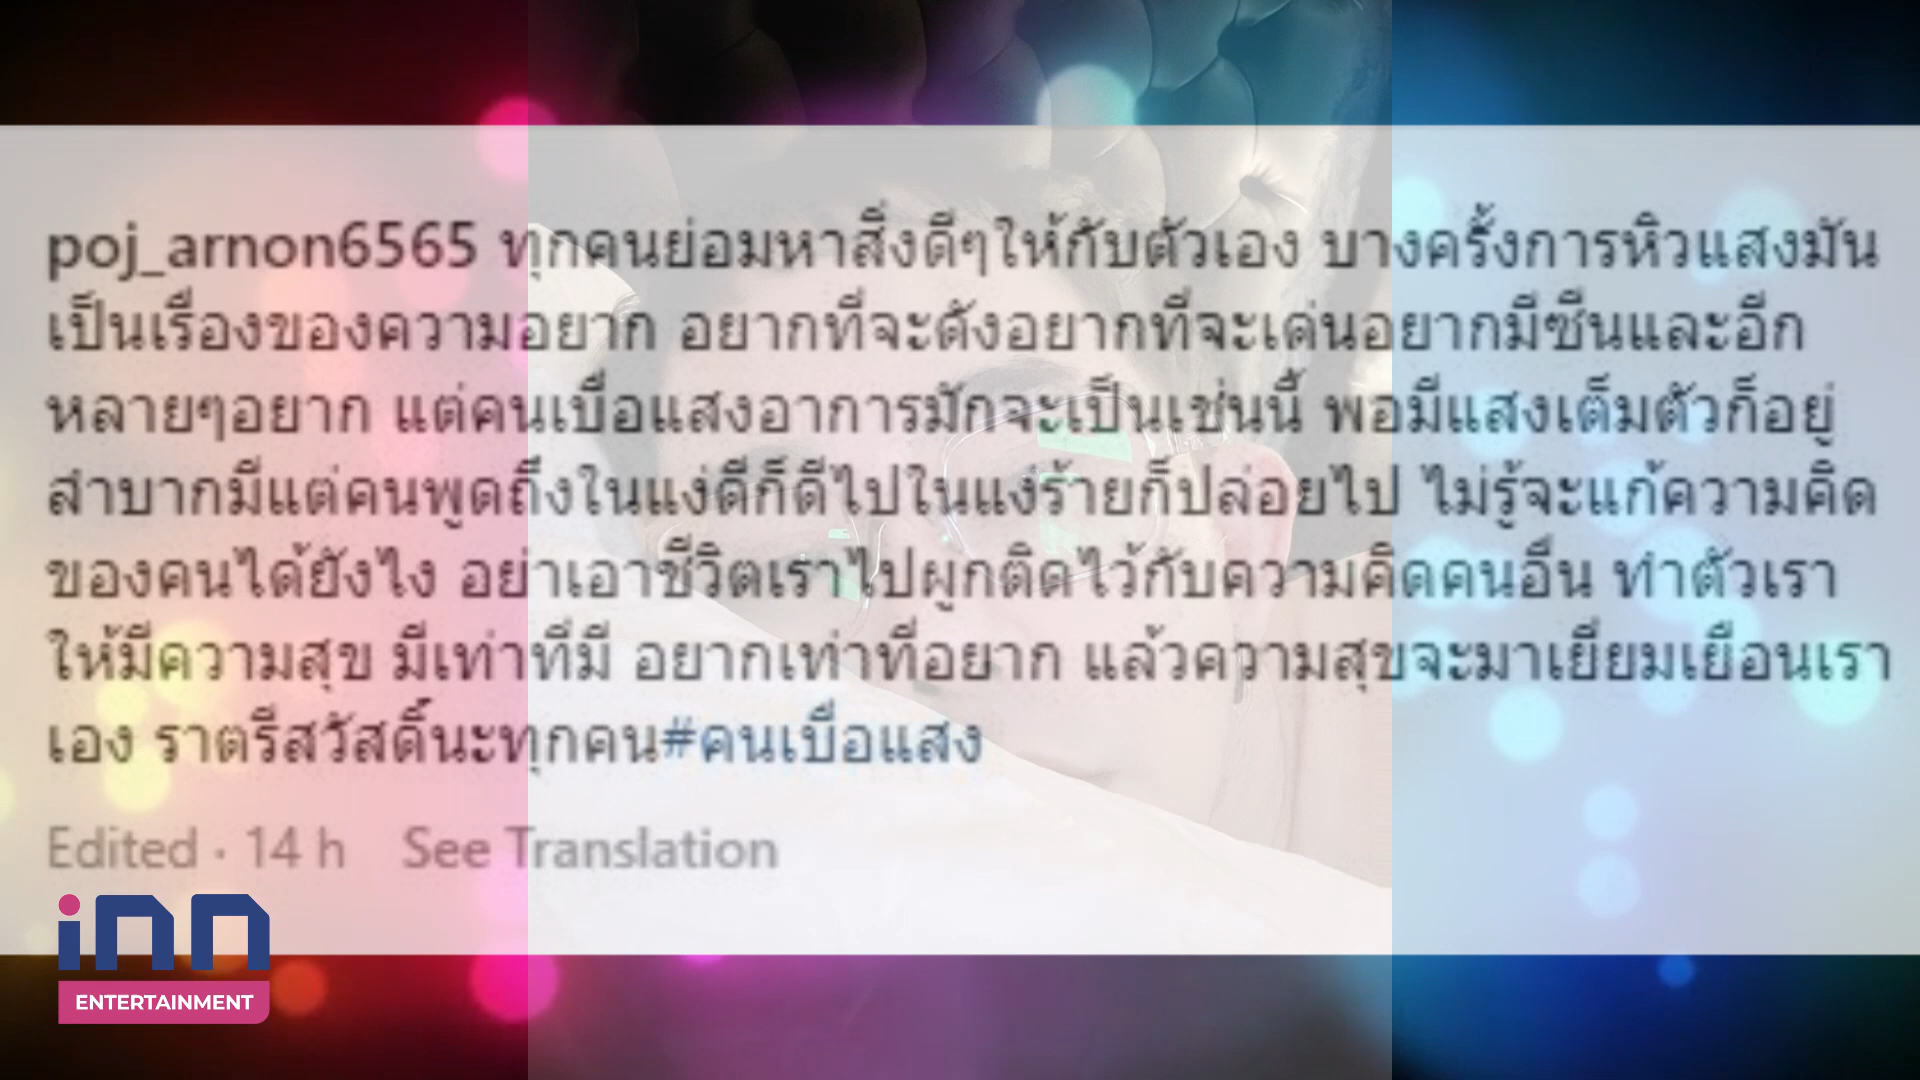 poj_arnon6565 ทุกคนย่อมหาสิ่งดีๆให้กับตัวเอง บางครั้งการหิวแสงมัน
เป็นเรื่องของความอยาก อยากที่จะดังอยากที่จะเด่นอยากมีซีนและอีก
หลายๆอยาก แต่คนเบื่อแสงอาการมักจะเป็นเช่นนี้ พอมีแสงเต็มตัวก็อยู่
ลำบากมีแต่คนพูดถึงในแง่ดีก็ดีไปในแง่ร้ายก็ปล่อยไป ไม่รู้จะแก้ความคิด
ของคนได้ยังไง อย่าเอาชีวิตเราไปผูกติดไว้กับความคิดคนอื่น ทำตัวเรา
ให้มีความสุข มีเท่าที่มี อยากเท่าที่อยาก แล้วความสุขจะมาเยี่ยมเยือนเรา
เอง ราตรีสวัสดิ์นะทุกคน#คนเบื่อแสง
Edited · 14 h See Translation
inn
ENTERTAINMENT